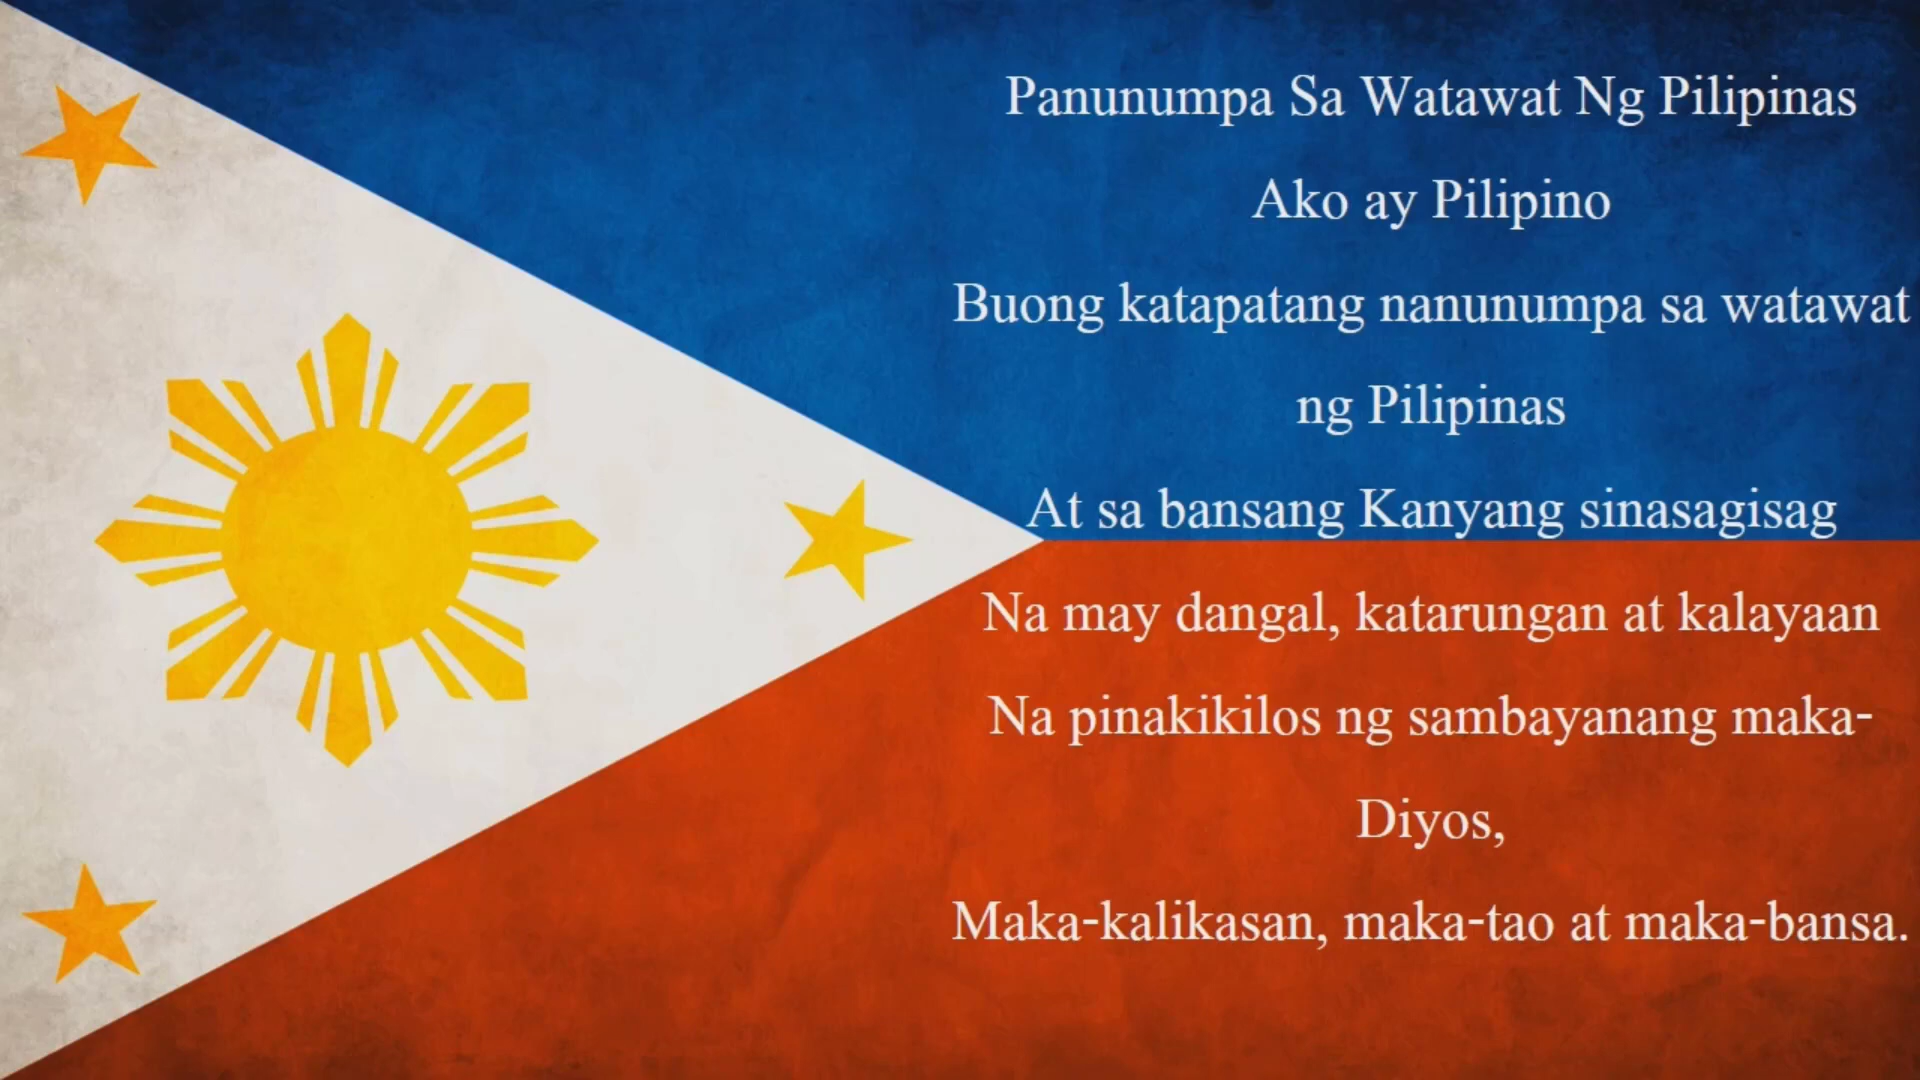 Panunumpa Sa Watawat Ng Pilipinas
Ako ay Pilipino
Buong katapatang nanunumpa sa watawat
ng Pilipinas
At sa bansang Kanyang sinasagisag
Na may dangal, katarungan at kalayaan
Na pinakikilos ng sambayanang maka-
Diyos,
Maka-kalikasan, maka-tao at maka-bansa.